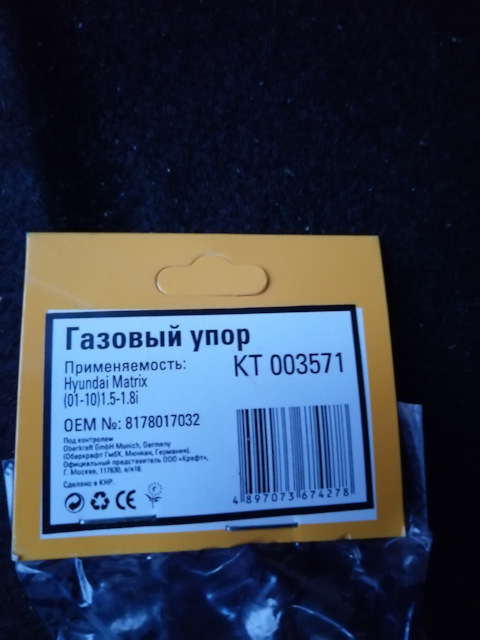 Газовый упор
Применяемость:
KT 003571
Hyundai Matrix
(01-10)1.5-1.8i
OEM №: 8178017032
Под контролем
Oberkraft GmbH Munich, Germany
(Оберкрафт ГмбХ, Мюнхен, Германия).
Официальный представитель ООО «Крафт»,
Г. Москва, 117630, а/я18.
Сделано в КНР.
CE
4 897073 674278